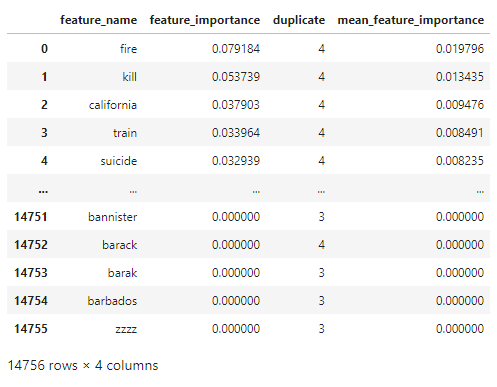 feature_name feature_importance duplicate mean_feature_importance
0 fire 0.079184 4 0.019796
1 kill 0.053739 4 0.013435
2 california 0.037903 4 0.009476
3 train 0.033964 4 0.008491
4 suicide 0.032939 4 0.008235
... ... ... ... ...
14751 bannister 0.000000 3 0.000000
14752 barack 0.000000 4 0.000000
14753 barak 0.000000 3 0.000000
14754 barbados 0.000000 3 0.000000
14755 zzzz 0.000000 3 0.000000
14756 rows × 4 columns